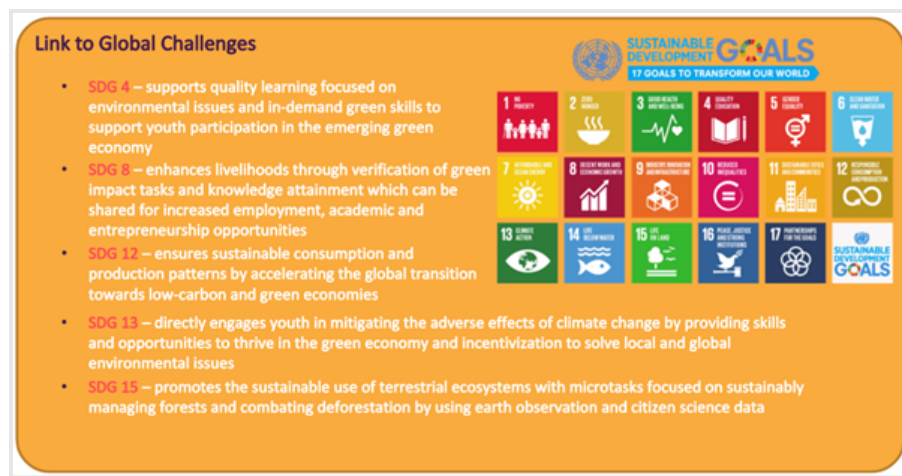 Link to Global Challenges
SUSTAINABLE
DEVELOPMENT
GOALS
17 GOALS TO TRANSFORM OUR WORLD
• SDG 4 – supports quality learning focused on
environmental issues and in-demand green skills to
support youth participation in the emerging green
economy
• SDG 8 – enhances livelihoods through verification of green
impact tasks and knowledge attainment which can be
shared for increased employment, academic and
entrepreneurship opportunities
• SDG 12 – ensures sustainable consumption and
production patterns by accelerating the global transition
towards low-carbon and green economies
• SDG 13 – directly engages youth in mitigating the adverse effects of climate change by providing skills
and opportunities to thrive in the green economy and incentivization to solve local and global
environmental issues
• SDG 15 – promotes the sustainable use of terrestrial ecosystems with microtasks focused on sustainably
managing forests and combating deforestation by using earth observation and citizen science data
1 NO
POVERTY
2 ZERO
HUNGER
3 GOOD HEALTH
AND WELL-BEING
4 QUALITY
EDUCATION
5 GENDER
EQUALITY
6 CLEAN WATER
AND SANITATION
7 AFFORDABLE AND
CLEAN ENERGY
8 DECENT WORK AND
ECONOMIC GROWTH
9 INDUSTRY, INNOVATION
AND INFRASTRUCTURE
10 REDUCED
INEQUALITIES
11 SUSTAINABLE CITIES
AND COMMUNITIES
12 RESPONSIBLE
CONSUMPTION
AND PRODUCTION
13 CLIMATE
ACTION
14 LIFE
BELOW WATER
15 LIFE
ON LAND
16 PEACE, JUSTICE
AND STRONG
INSTITUTIONS
17 PARTNERSHIPS
FOR THE GOALS
SUSTAINABLE
DEVELOPMENT
GOALS